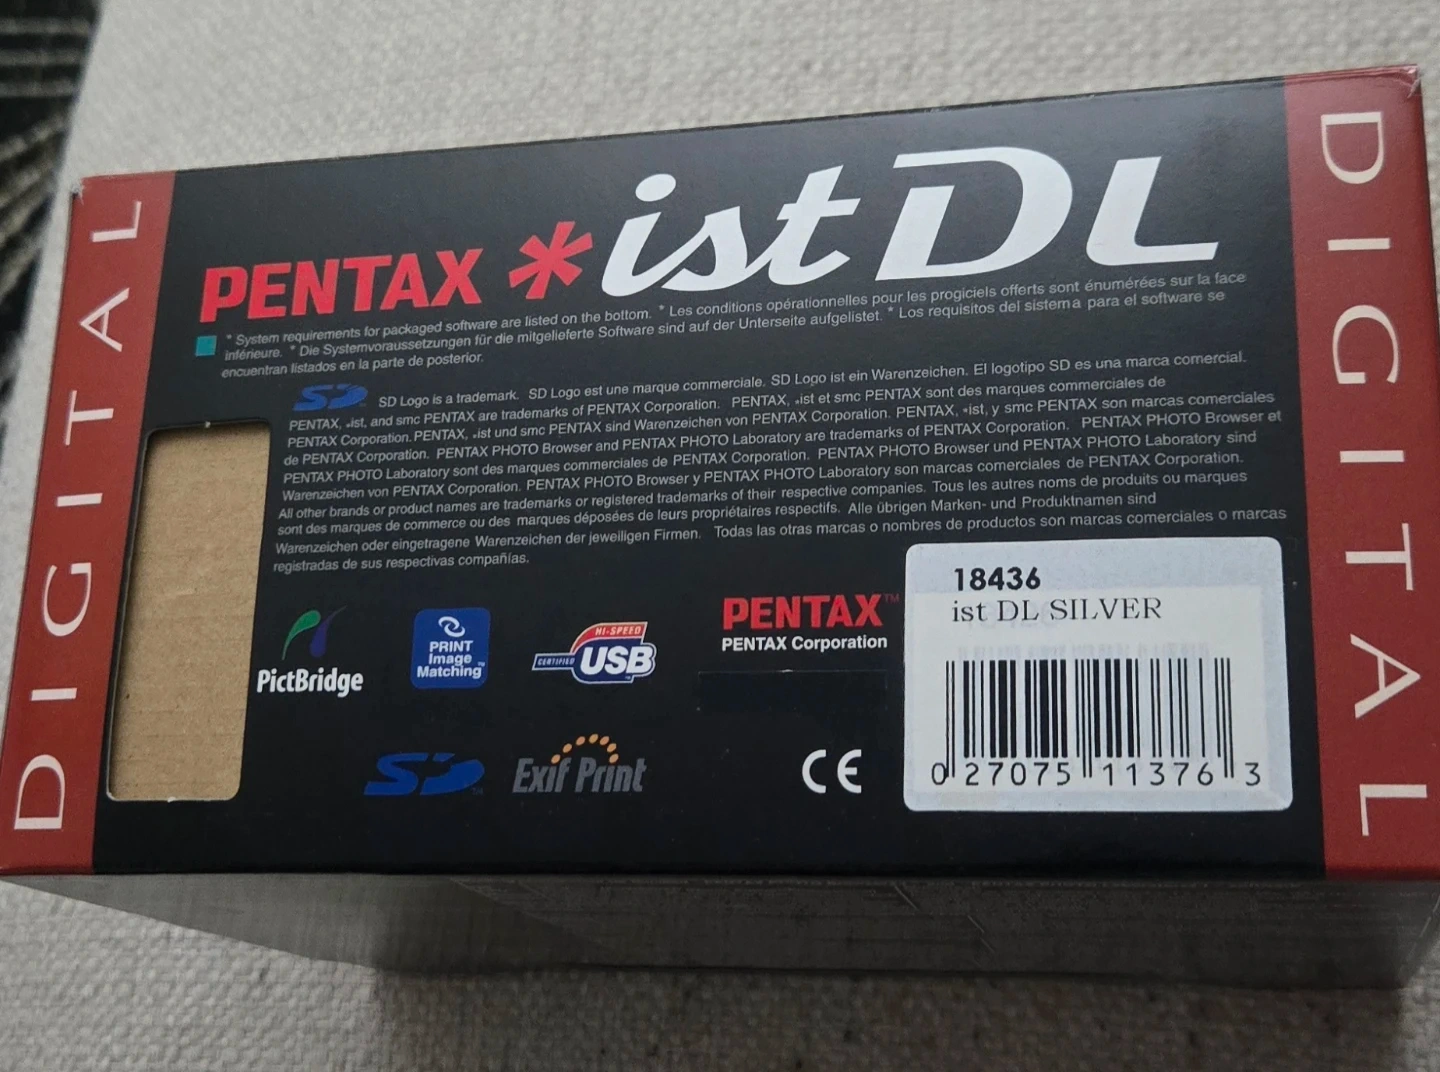 DIGITAL
PENTAX *ist DL
* System requirements for packaged software are listed on the bottom. * Les conditions opérationnelles pour les progiciels offerts sont énumérées sur la face
inférieure. * Die Systemvoraussetzungen für die mitgelieferte Software sind auf der Unterseite aufgelistet. * Los requisitos del sistema para el software se
encuentran listados en la parte de posterior.
SD SD Logo is a trademark. SD Logo est une marque commerciale. SD Logo ist ein Warenzeichen. El logotipo SD es una marca comercial.
PENTAX, *ist, and smc PENTAX are trademarks of PENTAX Corporation. PENTAX, *ist et smc PENTAX sont des marques commerciales de
PENTAX Corporation. PENTAX, *ist und smc PENTAX sind Warenzeichen von PENTAX Corporation. PENTAX, *ist, y smc PENTAX son marcas comerciales
de PENTAX Corporation. PENTAX PHOTO Browser and PENTAX PHOTO Laboratory are trademarks of PENTAX Corporation. PENTAX PHOTO Browser et
PENTAX PHOTO Laboratory sont des marques commerciales de PENTAX Corporation. PENTAX PHOTO Browser und PENTAX PHOTO Laboratory sind
Warenzeichen von PENTAX Corporation. PENTAX PHOTO Browser y PENTAX PHOTO Laboratory son marcas comerciales de PENTAX Corporation.
All other brands or product names are trademarks or registered trademarks of their respective companies. Tous les autres noms de produits ou marques
sont des marques de commerce ou des marques déposées de leurs propriétaires respectifs. Alle übrigen Marken- und Produktnamen sind
Warenzeichen oder eingetragene Warenzeichen der jeweiligen Firmen. Todas las otras marcas o nombres de productos son marcas comerciales o marcas
registradas de sus respectivas compañías.
PictBridge
PRINT
Image
Matching™
HI-SPEED
CERTIFIED USB™
PENTAX™
PENTAX Corporation
SD™
Exif Print
CE
18436
ist DL SILVER
0 27075 11376 3
DIGITAL